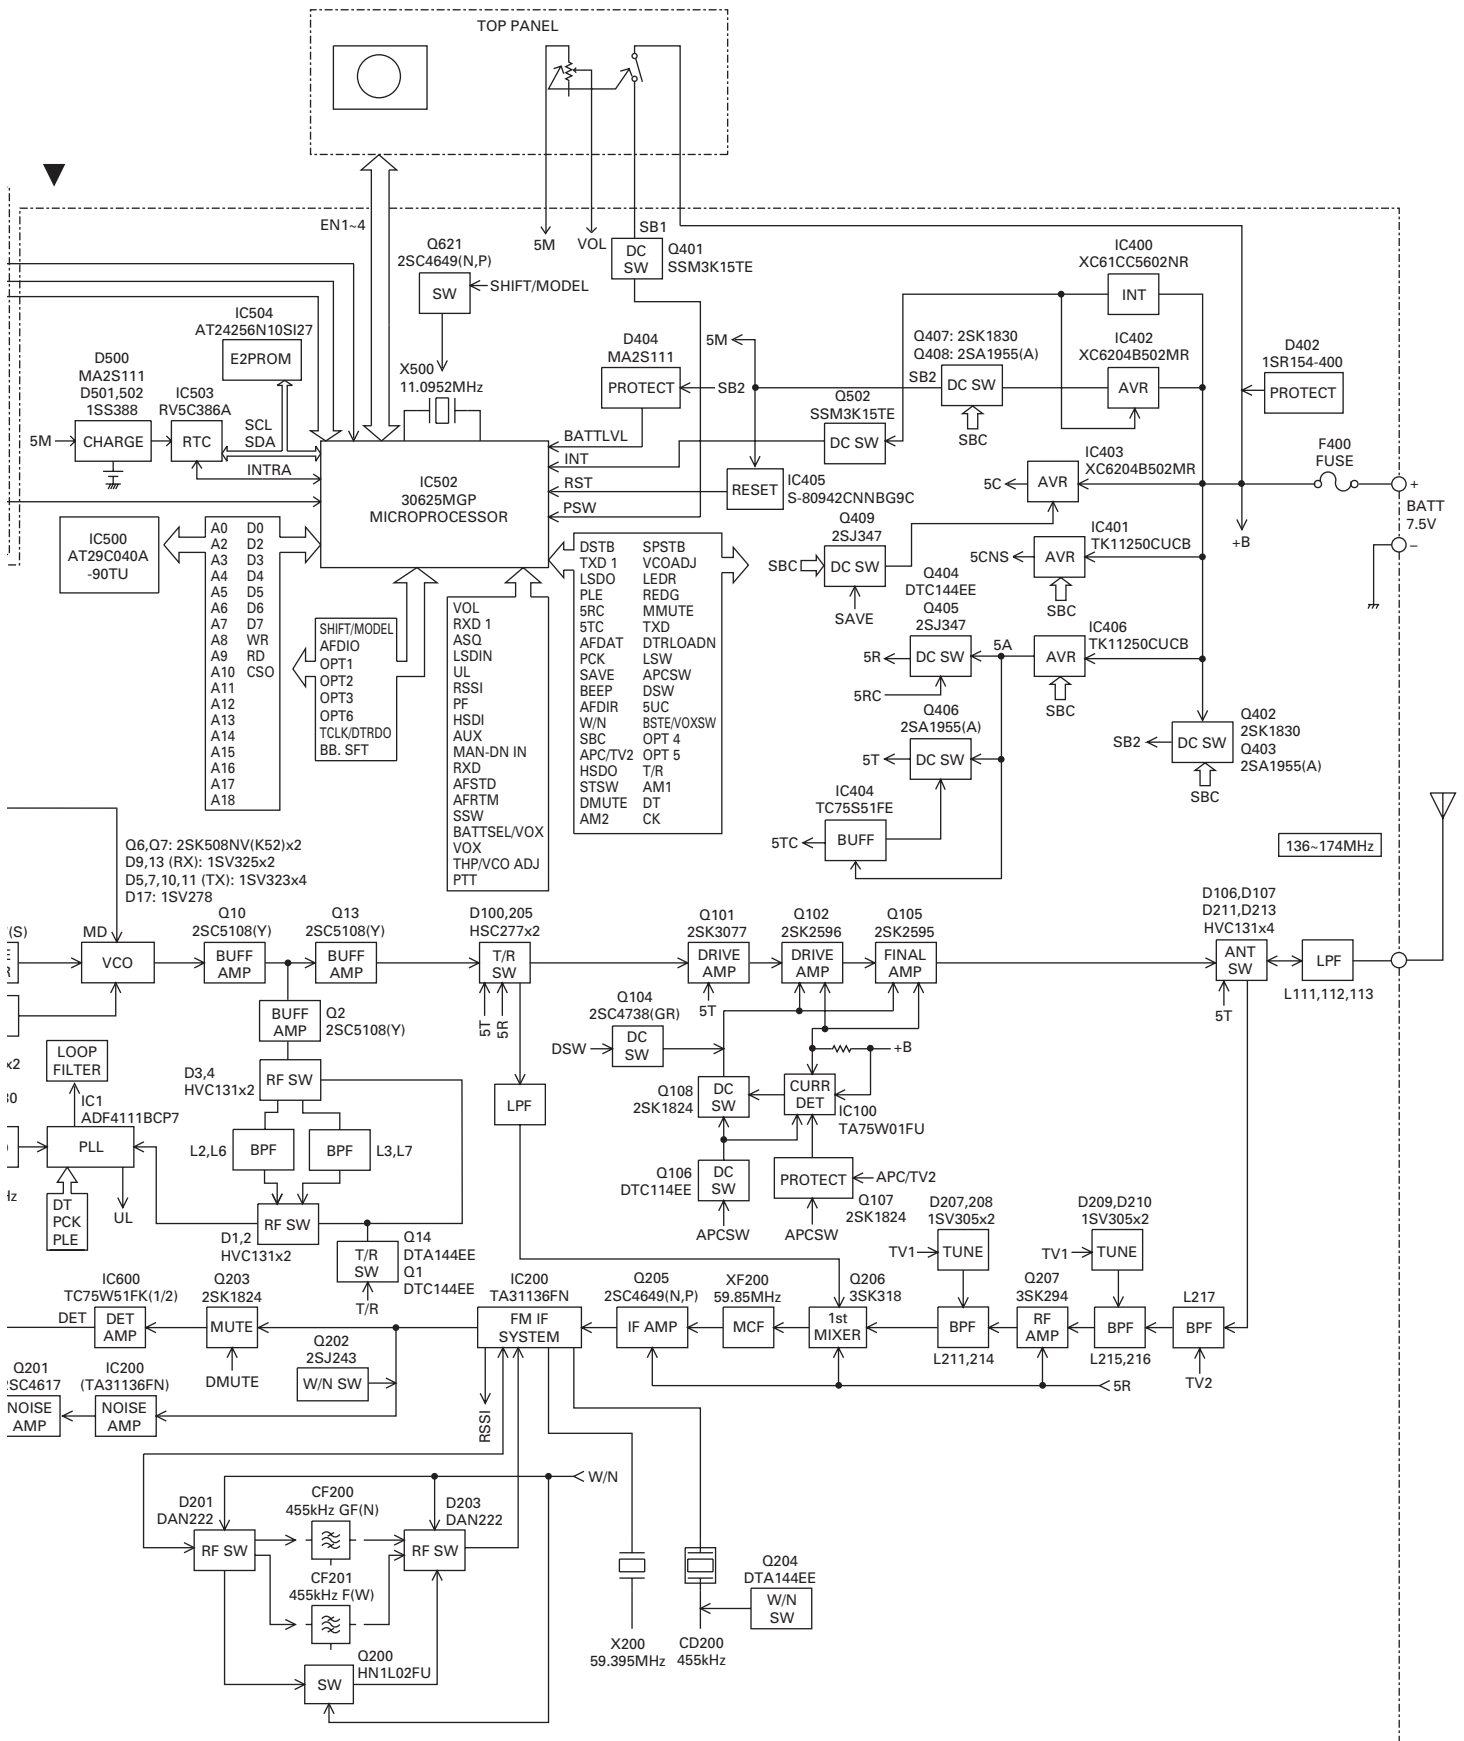 TOP PANEL
EN1~4
5M
VOL
SB1
DC
SW
Q401
SSM3K15TE
Q621
2SC4649(N,P)
SW
SHIFT/MODEL
IC400
XC61CC5602NR
INT
IC504
AT24256N10SI27
E2PROM
D500
MA2S111
D501,502
1SS388
IC503
RV5C386A
5M
CHARGE
RTC
SCL
SDA
INTRA
X500
11.0952MHz
D404
MA2S111
PROTECT
5M
SB2
Q407: 2SK1830
Q408: 2SA1955(A)
SB2
DC SW
SBC
IC402
XC6204B502MR
AVR
D402
1SR154-400
PROTECT
Q502
SSM3K15TE
DC SW
BATTLVL
INT
RST
PSW
RESET
IC405
S-80942CNNBG9C
IC502
30625MGP
MICROPROCESSOR
IC403
XC6204B502MR
5C
AVR
F400
FUSE
+
BATT
7.5V
−
+B
IC500
AT29C040A
-90TU
A0 D0
A2 D2
A3 D3
A4 D4
A5 D5
A6 D6
A7 D7
A8 WR
A9 RD
A10 CSO
A11
A12
A13
A14
A15
A16
A17
A18
SHIFT/MODEL
AFDIO
OPT1
OPT2
OPT3
OPT6
TCLK/DTRDO
BB. SFT
VOL
RXD 1
ASQ
LSDIN
UL
RSSI
PF
HSDI
AUX
MAN-DN IN
RXD
AFSTD
AFRTM
SSW
BATTSEL/VOX
VOX
THP/VCO ADJ
PTT
DSTB SPSTB
TXD 1 VCOADJ
LSDO LEDR
PLE REDG
5RC MMUTE
5TC TXD
AFDAT DTRLOADN
PCK LSW
SAVE APCSW
BEEP DSW
AFDIR 5UC
W/N BSTE/VOXSW
SBC OPT 4
APC/TV2 OPT 5
HSDO T/R
STSW AM1
DMUTE DT
AM2 CK
Q409
2SJ347
SBC
DC SW
SAVE
IC401
TK11250CUCB
5CNS
AVR
SBC
Q404
DTC144EE
Q405
2SJ347
5R
DC SW
5RC
5A
IC406
TK11250CUCB
AVR
SBC
Q406
2SA1955(A)
5T
DC SW
SB2
DC SW
Q402
2SK1830
Q403
2SA1955(A)
SBC
IC404
TC75S51FE
5TC
BUFF
136~174MHz
Q6,Q7: 2SK508NV(K52)x2
D9,13 (RX): 1SV325x2
D5,7,10,11 (TX): 1SV323x4
D17: 1SV278
(S)
E
R
MD
VCO
Q10
2SC5108(Y)
BUFF
AMP
Q13
2SC5108(Y)
BUFF
AMP
D100,205
HSC277x2
T/R
SW
5T
5R
Q101
2SK3077
DRIVE
AMP
5T
Q102
2SK2596
DRIVE
AMP
Q105
2SK2595
FINAL
AMP
D106,D107
D211,D213
HVC131x4
ANT
SW
5T
LPF
L111,112,113
BUFF
AMP
Q2
2SC5108(Y)
Q104
2SC4738(GR)
DSW
DC
SW
+B
x2
LOOP
FILTER
IC1
ADF4111BCP7
PLL
D3,4
HVC131x2
RF SW
L2,L6
BPF
BPF
L3,L7
LPF
Q108
2SK1824
DC
SW
CURR
DET
IC100
TA75W01FU
Q106
DTC114EE
DC
SW
APCSW
PROTECT
APC/TV2
Q107
2SK1824
APCSW
Hz
DT
PCK
PLE
UL
RF SW
D1,2
HVC131x2
T/R
SW
Q14
DTA144EE
Q1
DTC144EE
T/R
D207,208
1SV305x2
TV1
TUNE
D209,D210
1SV305x2
TV1
TUNE
IC600
TC75W51FK(1/2)
DET
DET
AMP
Q203
2SK1824
MUTE
DMUTE
IC200
TA31136FN
FM IF
SYSTEM
Q205
2SC4649(N,P)
IF AMP
XF200
59.85MHz
MCF
Q206
3SK318
1st
MIXER
BPF
L211,214
Q207
3SK294
RF
AMP
BPF
L215,216
L217
BPF
TV2
5R
Q202
2SJ243
W/N SW
Q201
2SC4617
NOISE
AMP
IC200
(TA31136FN)
NOISE
AMP
RSSI
W/N
D201
DAN222
RF SW
CF200
455kHz GF(N)
CF201
455kHz F(W)
D203
DAN222
RF SW
Q200
HN1L02FU
SW
X200
59.395MHz
CD200
455kHz
Q204
DTA144EE
W/N
SW